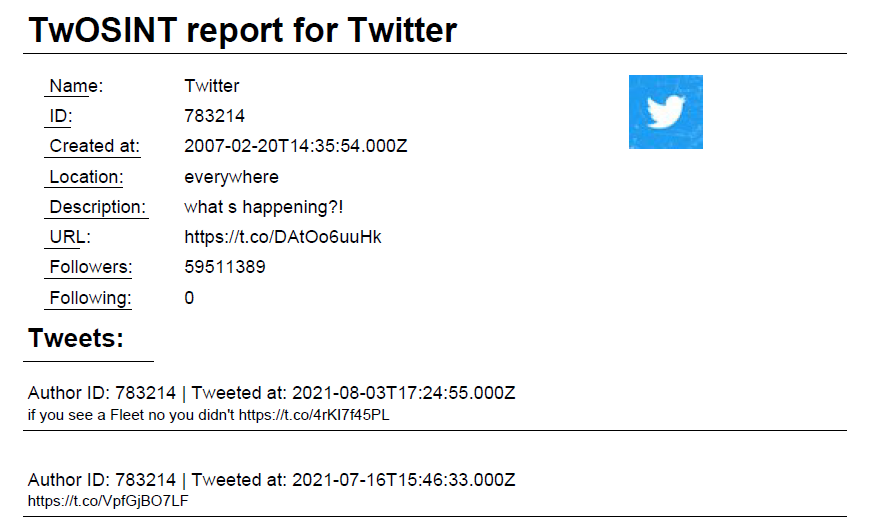 TwOSINT report for Twitter
Name: Twitter
ID: 783214
Created at: 2007-02-20T14:35:54.000Z
Location: everywhere
Description: what s happening?!
URL: https://t.co/DAtOo6uuHk
Followers: 59511389
Following: 0
Tweets:
Author ID: 783214 | Tweeted at: 2021-08-03T17:24:55.000Z
if you see a Fleet no you didn't https://t.co/4rKI7f45PL
Author ID: 783214 | Tweeted at: 2021-07-16T15:46:33.000Z
https://t.co/VpfGjBO7LF